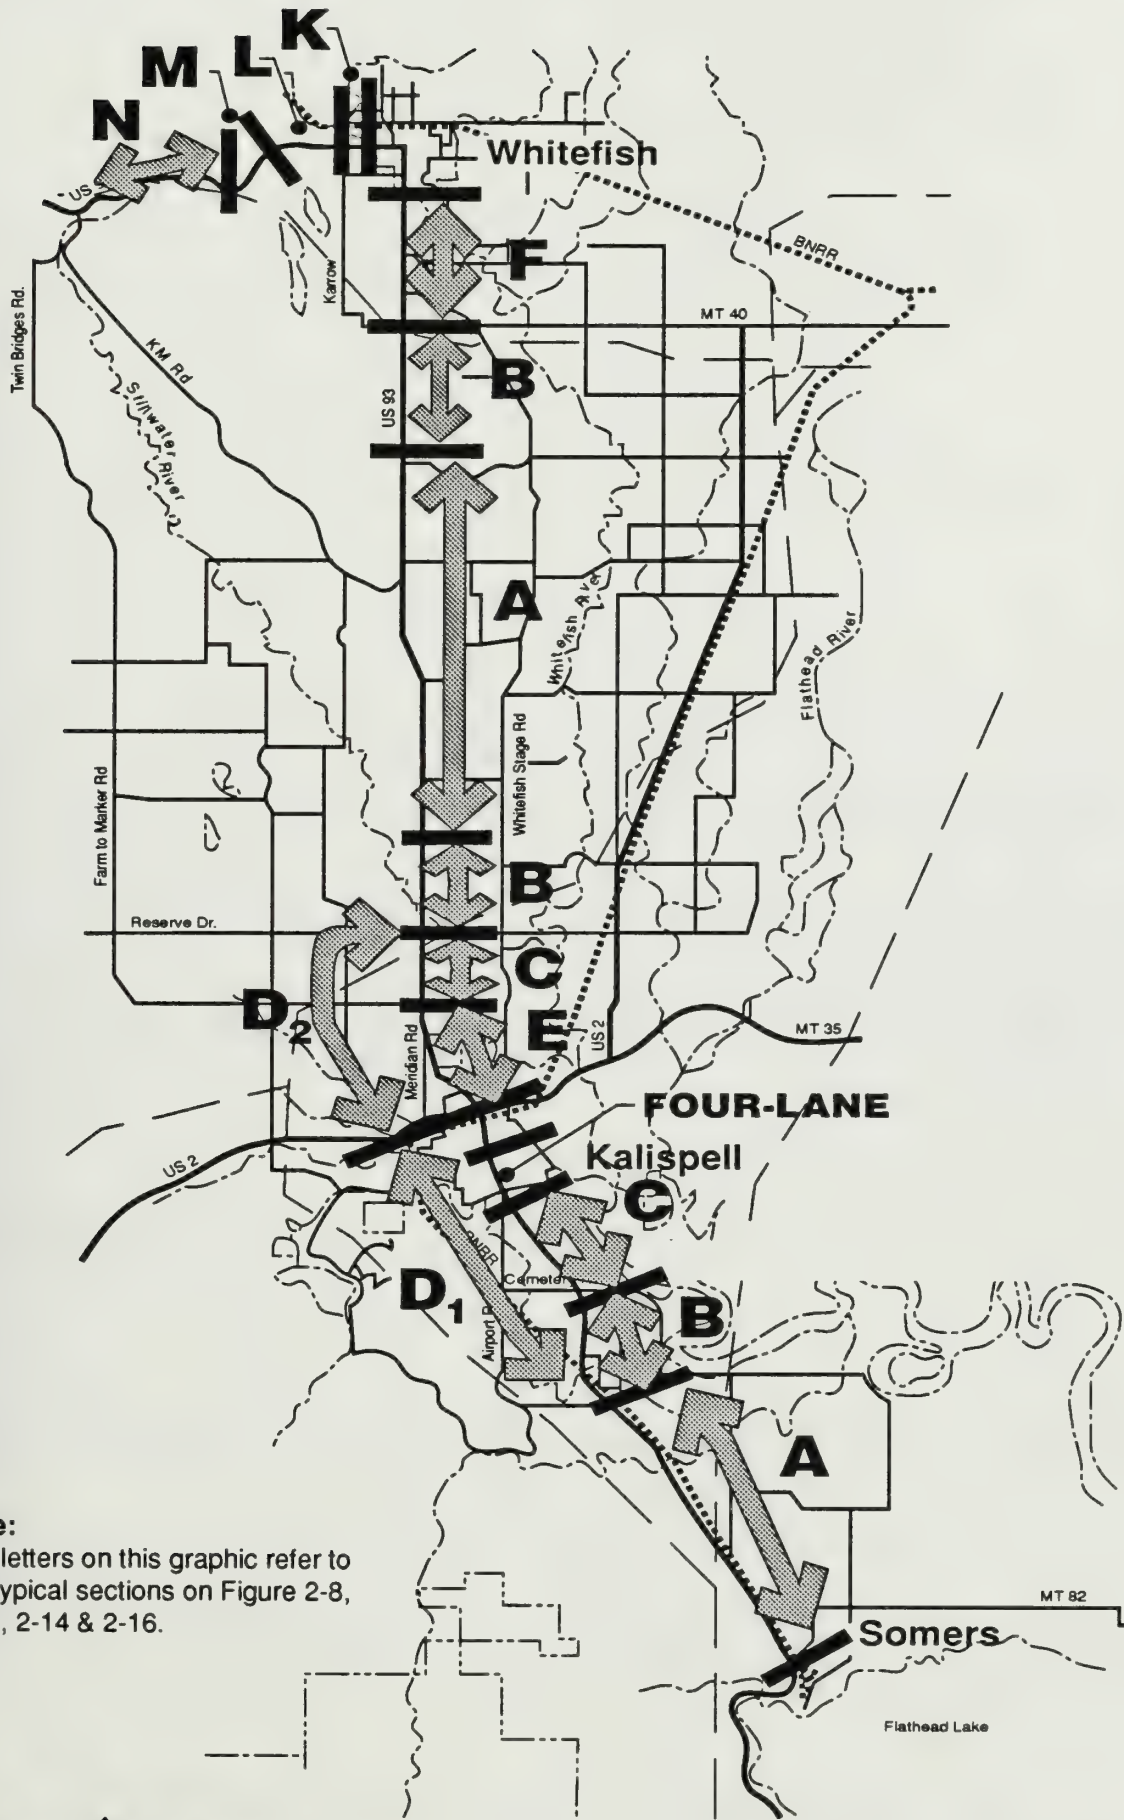 K
L
M
N
Whitefish
US
BNRR
F
Karrow
MT 40
Twin Bridges Rd.
KM Rd
B
US 93
Stillwater
River
A
Whitefish River
Flathead River
Whitefish Stage Rd
Farm to Marker Rd
B
Reserve Dr.
C
D2
E
US 2
MT 35
Meridian Rd
FOUR-LANE
Kalispell
US 2
C
BNRR
D1
B
A
letters on this graphic refer to
ypical sections on Figure 2-8,
, 2-14 & 2-16.
MT 82
Somers
Flathead Lake